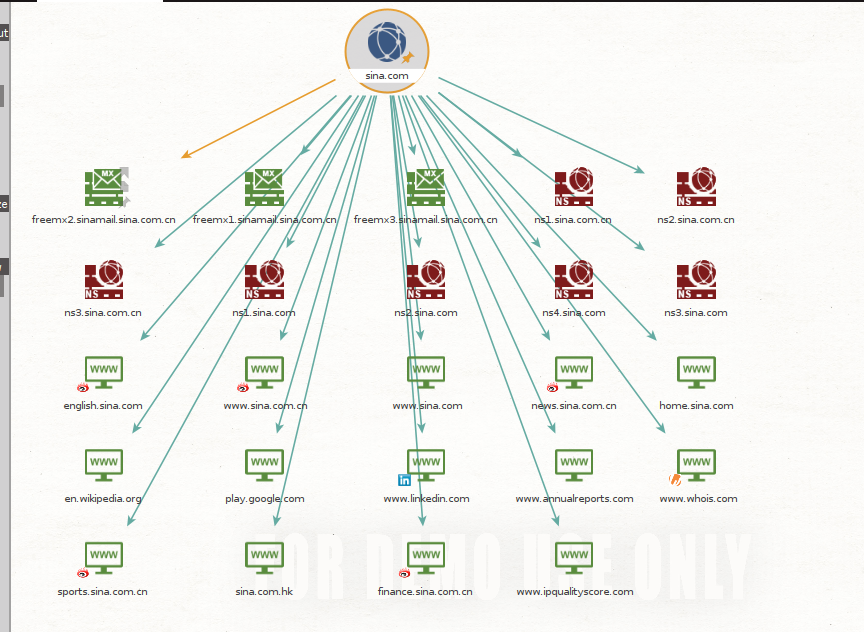 ut
sina.com
MX
MX
MX
NS
NS
freemx2.sinamail.sina.com.cn
freemx1.sinamail.sina.com.cn
freemx3.sinamail.sina.com.cn
ns1.sina.com.cn
ns2.sina.com.cn
NS
NS
NS
NS
NS
ns3.sina.com.cn
ns1.sina.com
ns2.sina.com
ns4.sina.com
ns3.sina.com
WWW
WWW
WWW
WWW
WWW
english.sina.com
www.sina.com.cn
www.sina.com
news.sina.com.cn
home.sina.com
WWW
WWW
WWW
WWW
WWW
in
en.wikipedia.org
play.google.com
www.linkedin.com
www.annualreports.com
www.whois.com
WWW
WWW
WWW
WWW
FOR DEMO USE ONLY
sports.sina.com.cn
sina.com.hk
finance.sina.com.cn
www.ipqualityscore.com